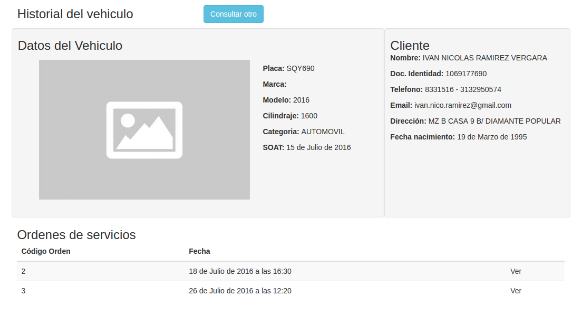 Historial del vehiculo
Consultar otro
Datos del Vehiculo
Placa: SQY690
Marca:
Modelo: 2016
Cilindraje: 1600
Categoria: AUTOMOVIL
SOAT: 15 de Julio de 2016
Cliente
Nombre: IVAN NICOLAS RAMIREZ VERGARA
Doc. Identidad: 1069177690
Telefono: 8331516 - 3132950574
Email: ivan.nico.ramirez@gmail.com
Dirección: MZ B CASA 9 B/ DIAMANTE POPULAR
Fecha nacimiento: 19 de Marzo de 1995
Ordenes de servicios
Código Orden Fecha
2 18 de Julio de 2016 a las 16:30 Ver
3 26 de Julio de 2016 a las 12:20 Ver